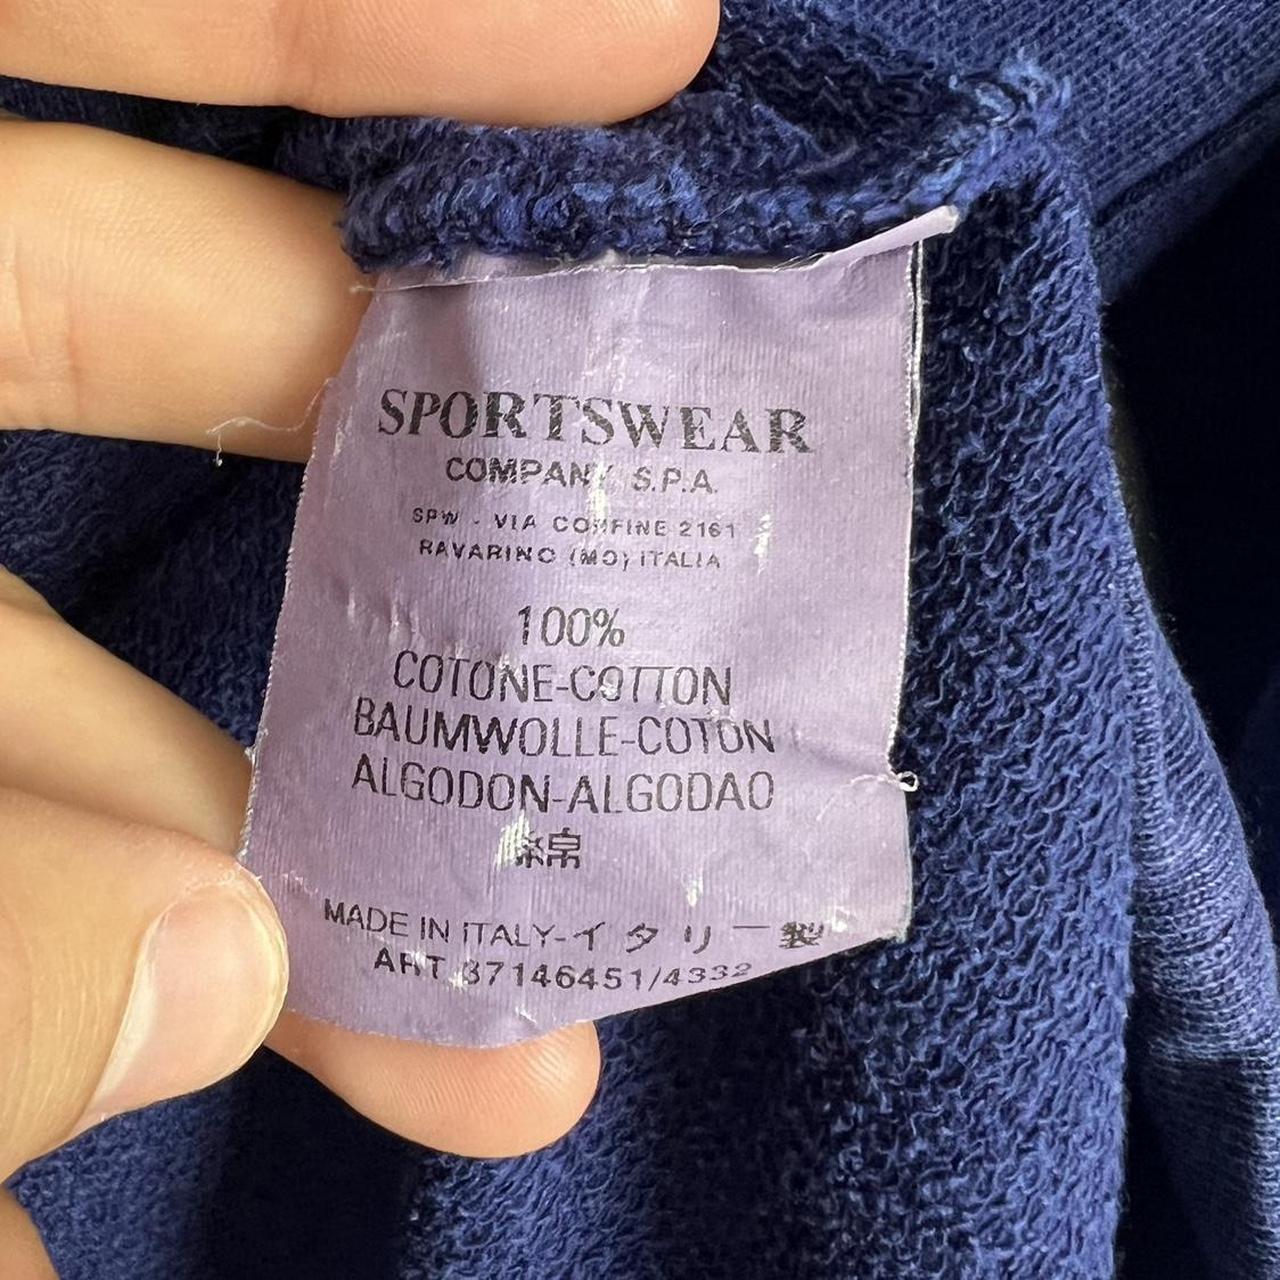 SPORTSWEAR
COMPANY S.P.A.
SPW - VIA CONFINE 2161
RAVARINO (MO) ITALIA
100%
COTONE-COTTON
BAUMWOLLE-COTON
ALGODON-ALGODAO
綿
MADE IN ITALY-イタリー製
ART. 37146451/4332